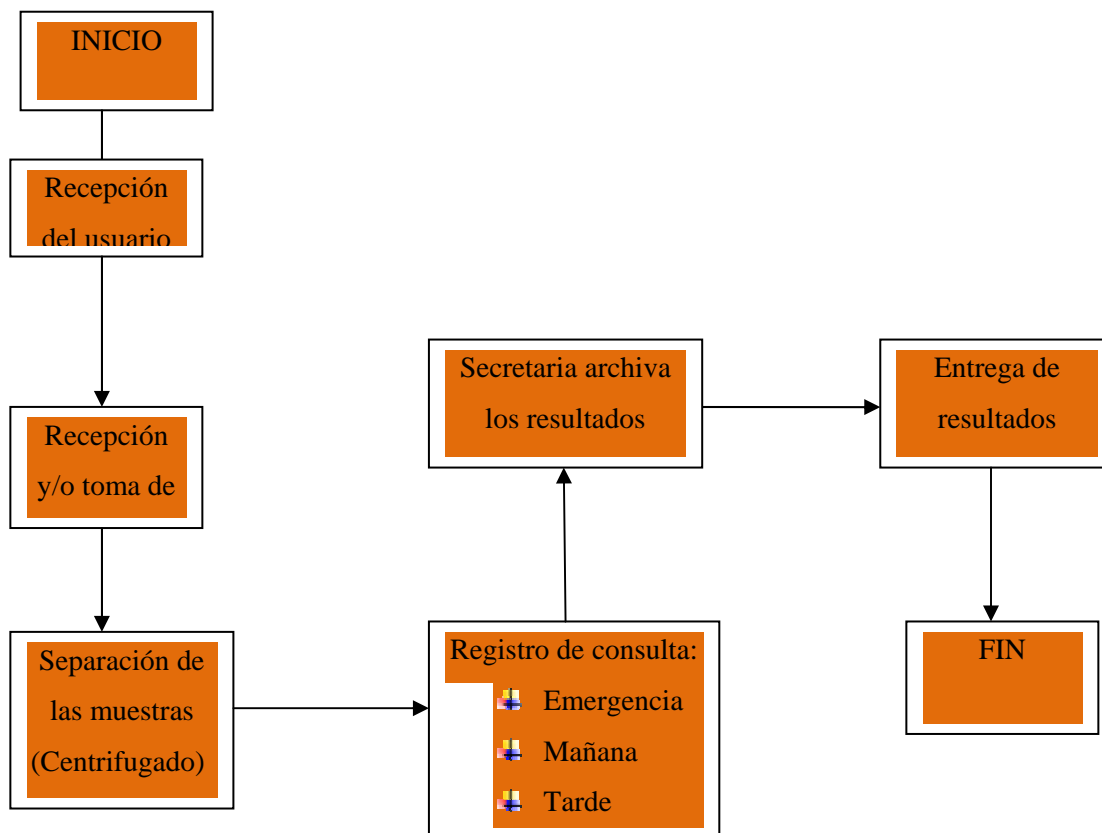 INICIO
Recepción
del usuario
Recepción
y/o toma de
Separación de
las muestras
(Centrifugado)
Registro de consulta:
Emergencia
Mañana
Tarde
Secretaria archiva
los resultados
Entrega de
resultados
FIN